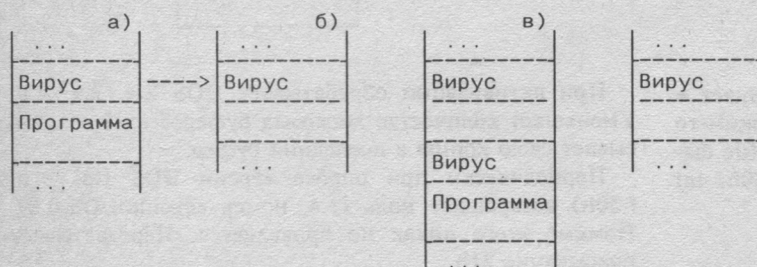 а) б) в)
... ... ... ...
Вирус ----> Вирус Вирус Вирус
Программа
Вирус ...
Программа
...